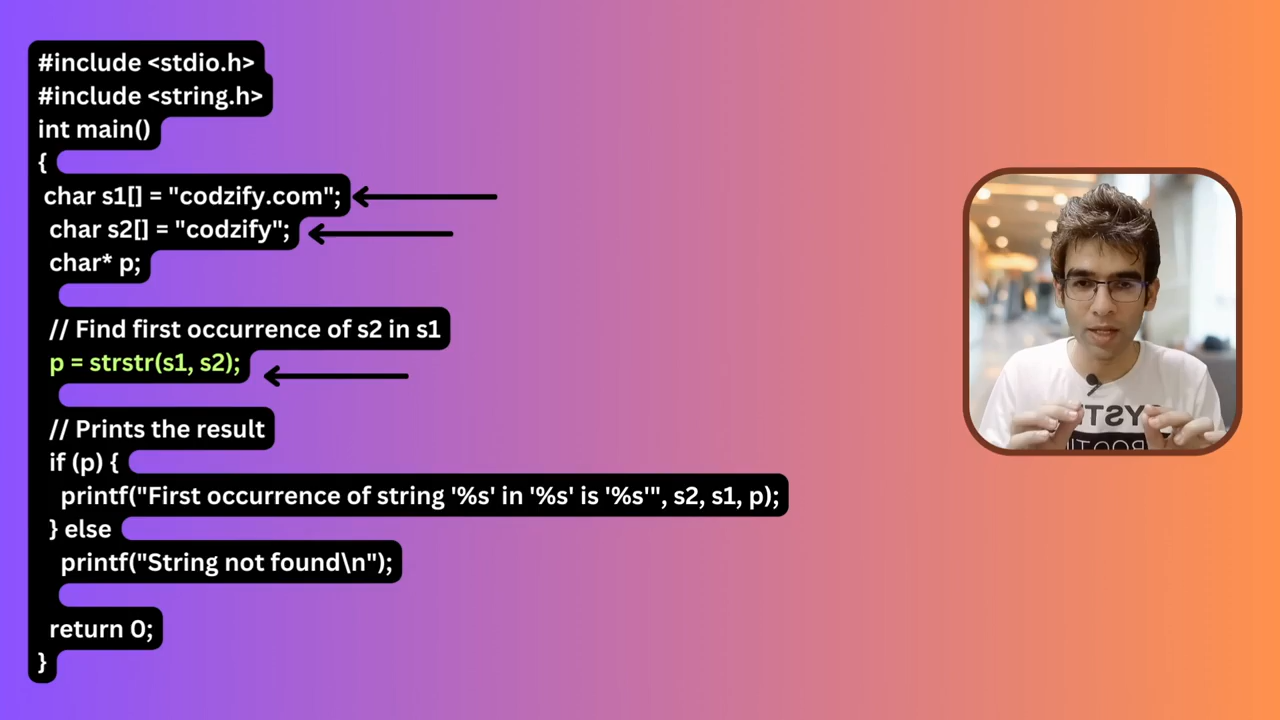 #include <stdio.h>
#include <string.h>
int main()
{
char s1[] = "codzify.com";
char s2[] = "codzify";
char* p;
// Find first occurrence of s2 in s1
p = strstr(s1, s2);
// Prints the result
if (p) {
printf("First occurrence of string '%s' in '%s' is '%s'", s2, s1, p);
} else
printf("String not found\n");
return 0;
}